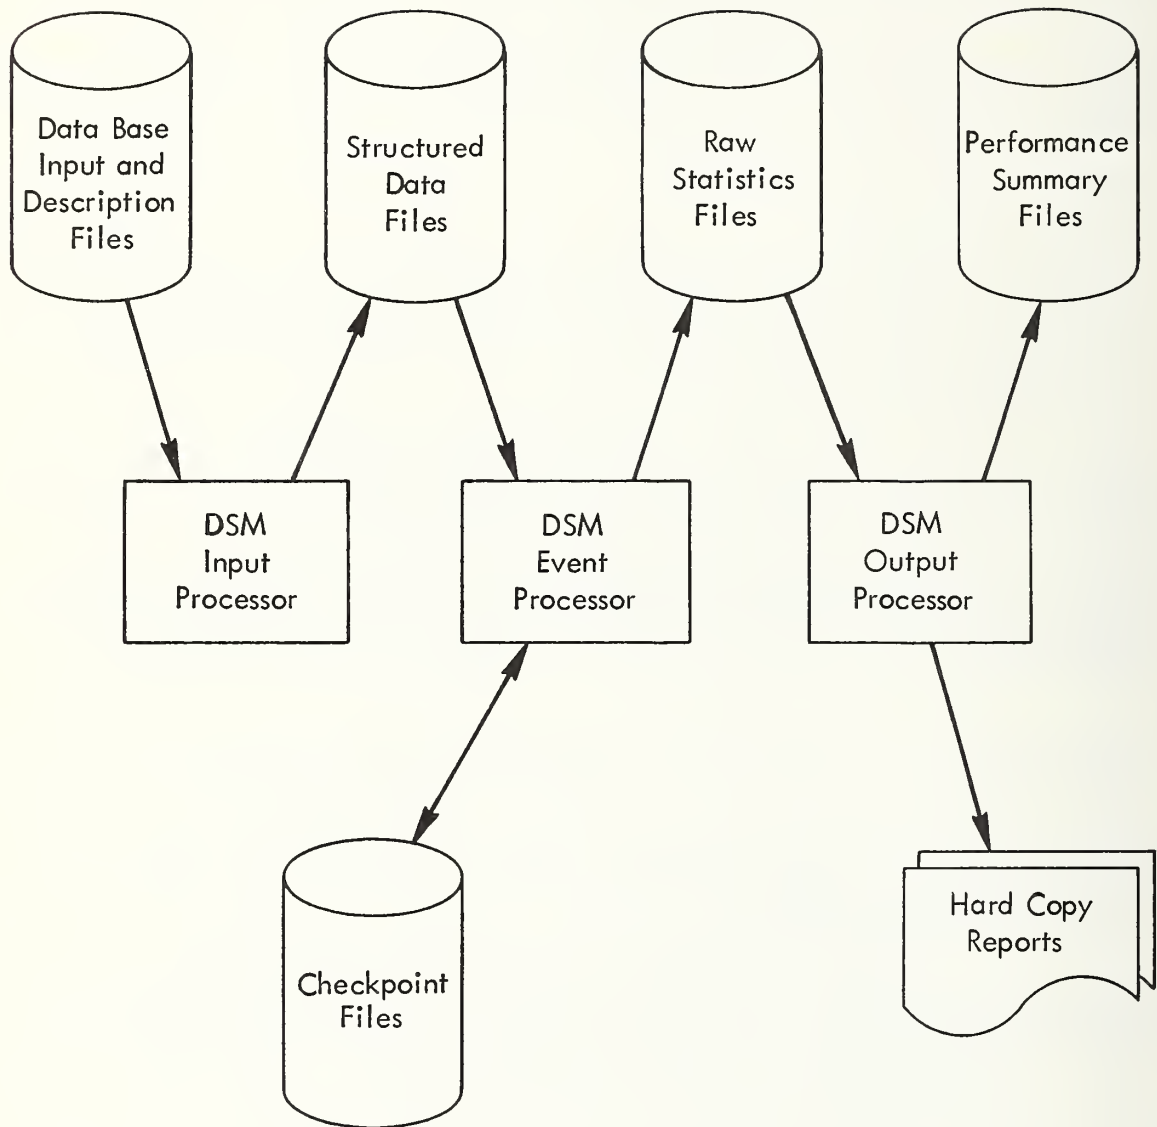 Data Base
Input and
Description
Files
Structured
Data
Files
Raw
Statistics
Files
Performance
Summary
Files
DSM
Input
Processor
DSM
Event
Processor
DSM
Output
Processor
Checkpoint
Files
Hard Copy
Reports